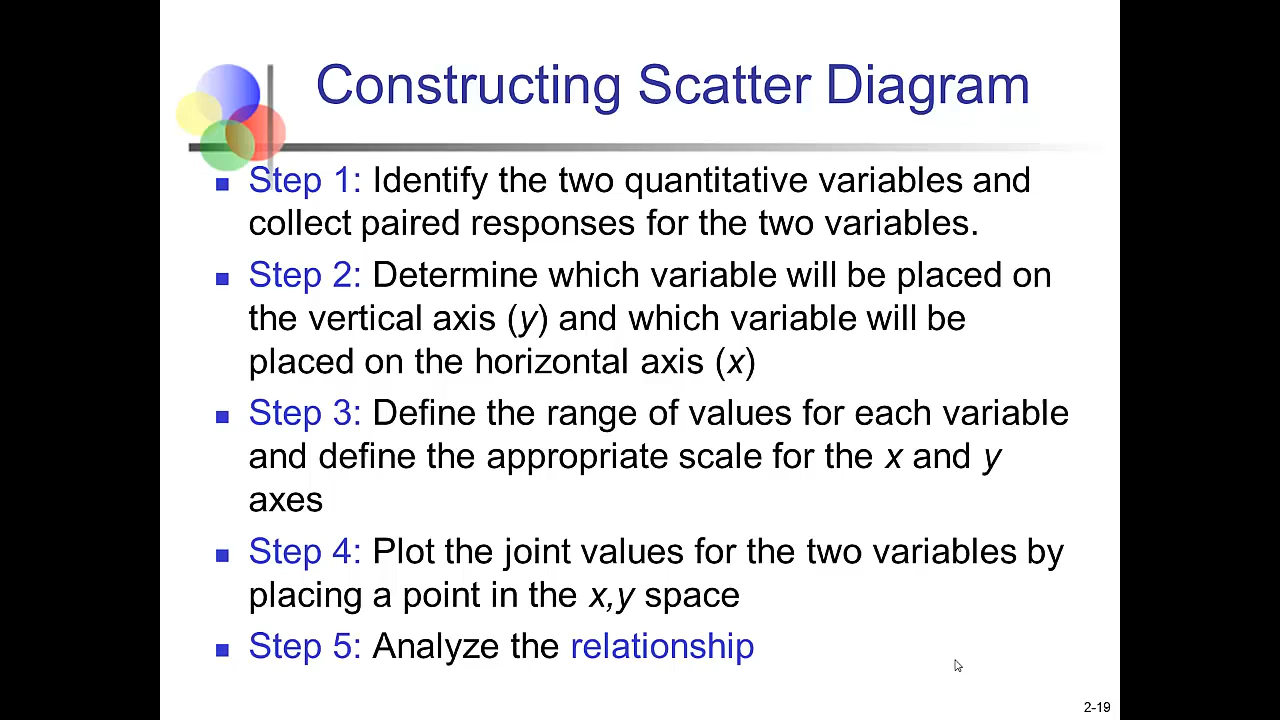 Constructing Scatter Diagram
Step 1: Identify the two quantitative variables and
collect paired responses for the two variables.
Step 2: Determine which variable will be placed on
the vertical axis (y) and which variable will be
placed on the horizontal axis (x)
Step 3: Define the range of values for each variable
and define the appropriate scale for the x and y
axes
Step 4: Plot the joint values for the two variables by
placing a point in the x,y space
Step 5: Analyze the relationship
2-19